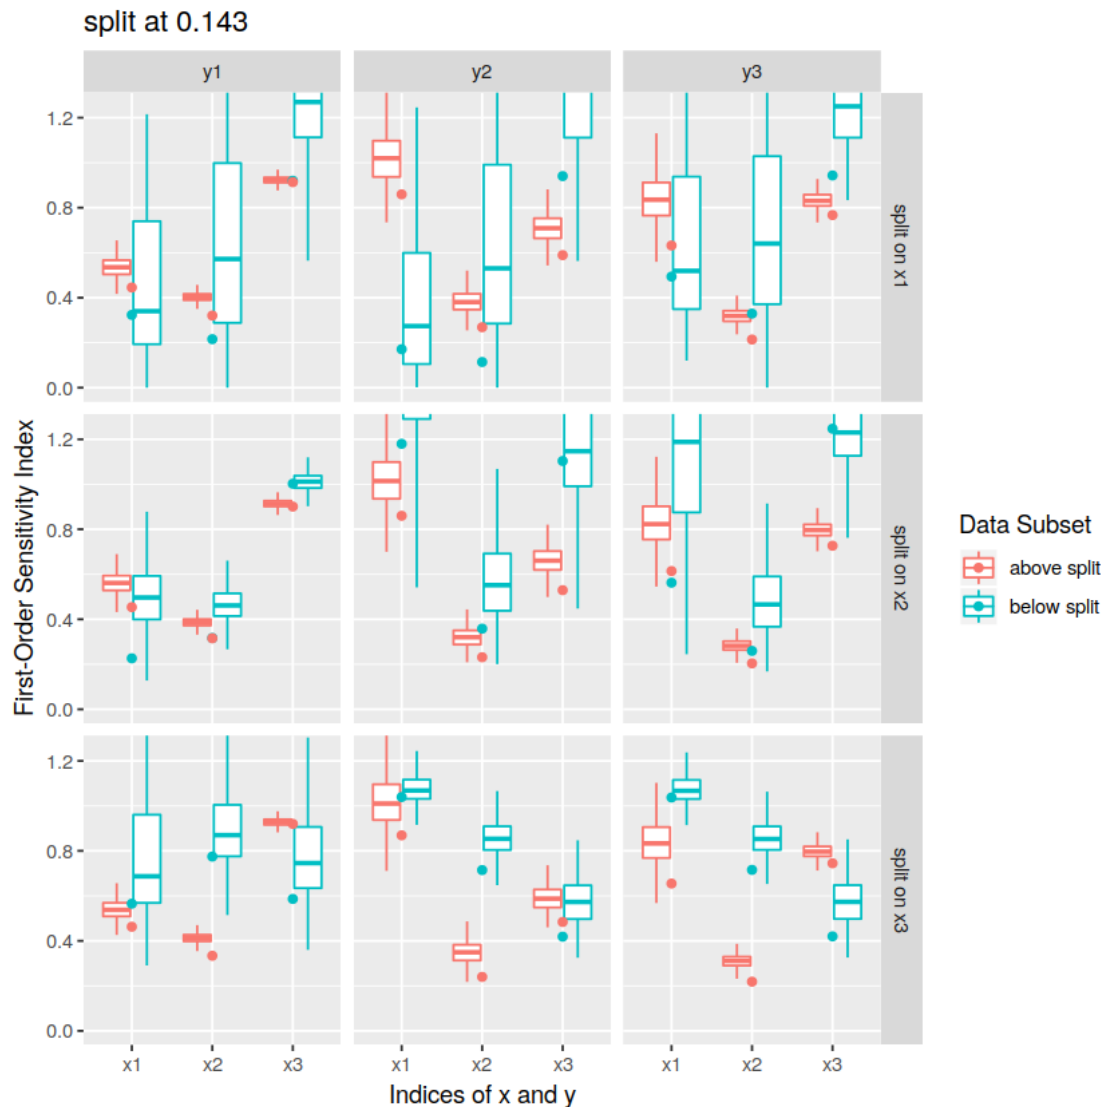 split at 0.143
y1 y2 y3
1.2
0.8
0.4
0.0
split on x1
1.2
0.8
0.4
0.0
split on x2
1.2
0.8
0.4
0.0
split on x3
First-Order Sensitivity Index
x1 x2 x3 x1 x2 x3 x1 x2 x3
Indices of x and y
Data Subset
above split
below split